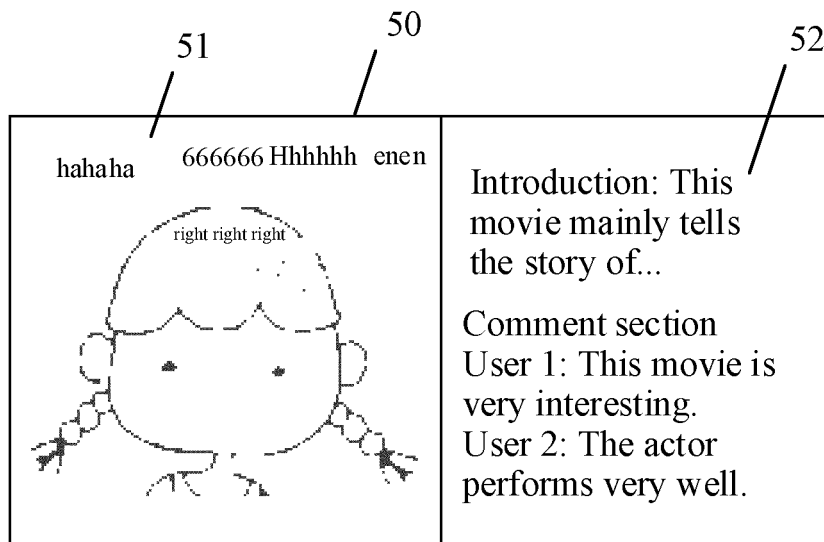 51
50
52
hahaha
666666 Hhhhhh enen
right right right
Introduction: This
movie mainly tells
the story of...
Comment section
User 1: This movie is
very interesting.
User 2: The actor
performs very well.